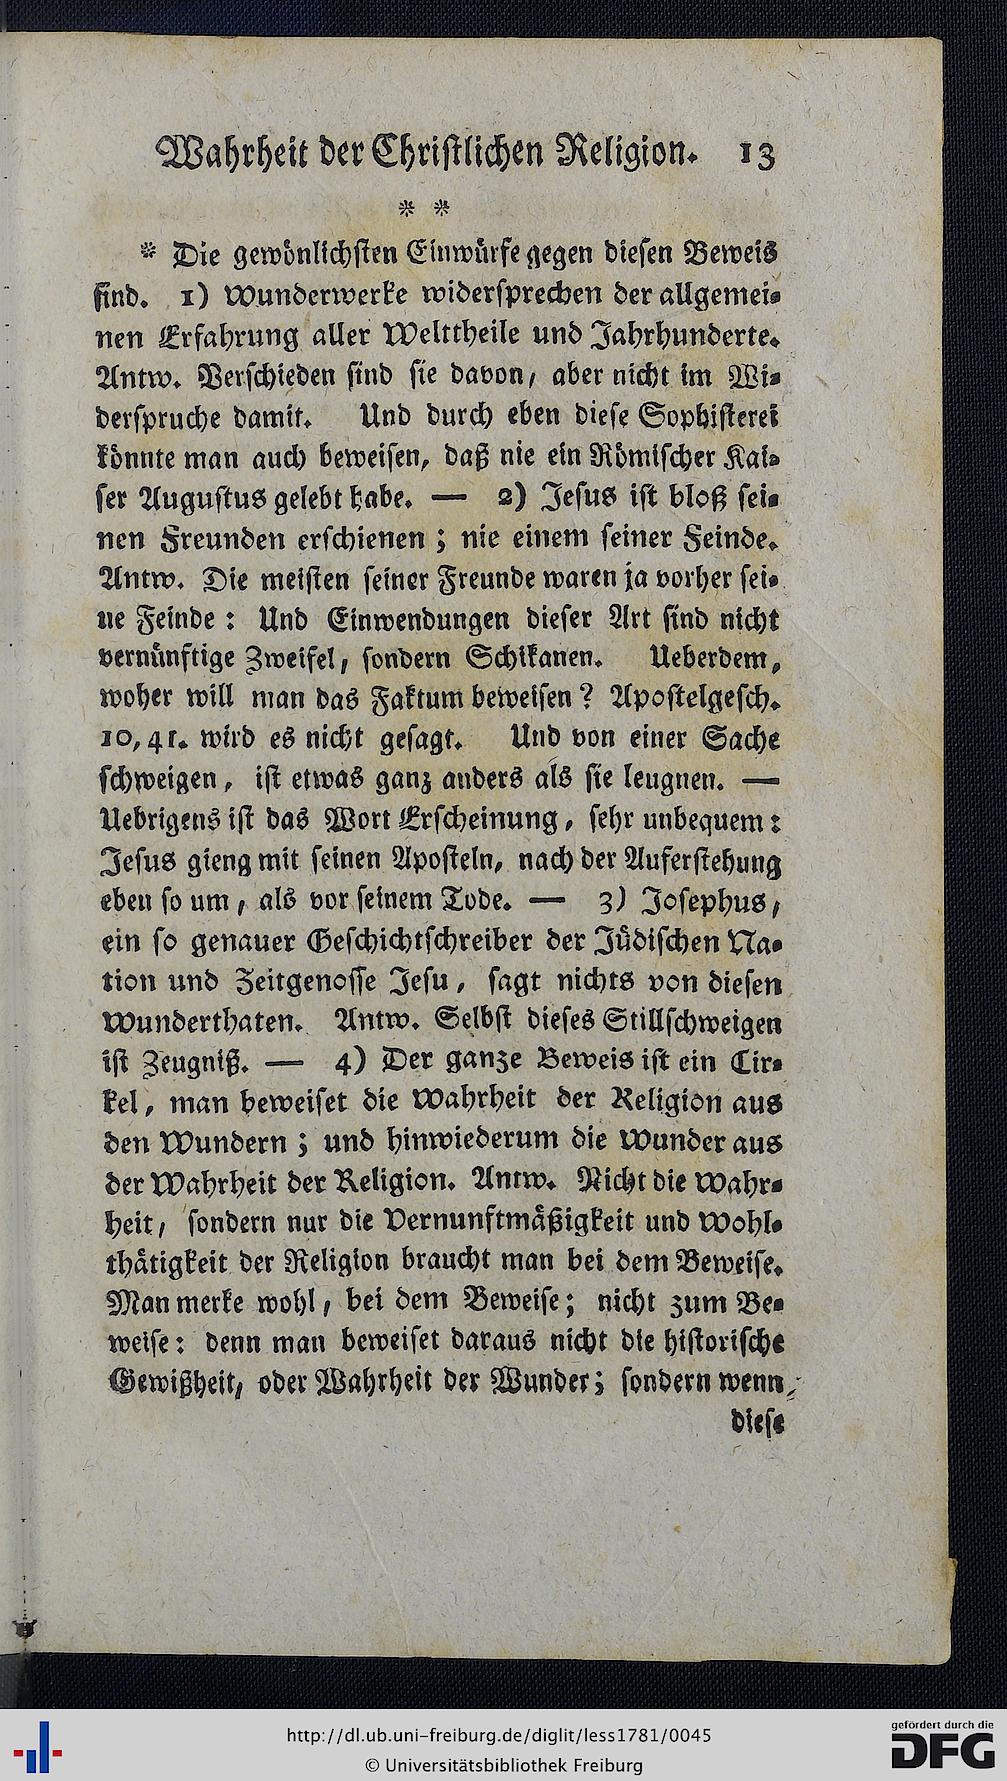 Wahrheit der Christlichen Religion. 13
* *
* Die gewönlichsten Einwürfe gegen diesen Beweis
sind. 1) Wunderwerke widersprechen der allgemei-
nen Erfahrung aller Welttheile und Jahrhunderte.
Antw. Verschieden sind sie davon, aber nicht im Wi-
derspruche damit. Und durch eben diese Sophisterei
könnte man auch beweisen, daß nie ein Römischer Kai-
ser Augustus gelebt habe. — 2) Jesus ist bloß sei-
nen Freunden erschienen; nie einem seiner Feinde.
Antw. Die meisten seiner Freunde waren ja vorher sei-
ne Feinde: Und Einwendungen dieser Art sind nicht
vernünftige Zweifel, sondern Schikanen. Ueberdem,
woher will man das Faktum beweisen? Apostelgesch.
10, 41. wird es nicht gesagt. Und von einer Sache
schweigen, ist etwas ganz anders als sie leugnen. —
Uebrigens ist das Wort Erscheinung, sehr unbequem:
Jesus gieng mit seinen Aposteln, nach der Auferstehung
eben so um, als vor seinem Tode. — 3) Josephus,
ein so genauer Geschichtschreiber der Jüdischen Na-
tion und Zeitgenosse Jesu, sagt nichts von diesen
Wunderthaten. Antw. Selbst dieses Stillschweigen
ist Zeugniß. — 4) Der ganze Beweis ist ein Cir-
kel, man beweiset die Wahrheit der Religion aus
den Wundern; und hinwiederum die Wunder aus
der Wahrheit der Religion. Antw. Nicht die Wahr-
heit, sondern nur die Vernunftmäßigkeit und Wohl-
thätigkeit der Religion braucht man bei dem Beweise.
Man merke wohl, bei dem Beweise; nicht zum Be-
weise: denn man beweiset daraus nicht die historische
Gewißheit, oder Wahrheit der Wunder; sondern wenn
diese
http://dl.ub.uni-freiburg.de/diglit/less1781/0045
© Universitätsbibliothek Freiburg
gefördert durch die
DFG